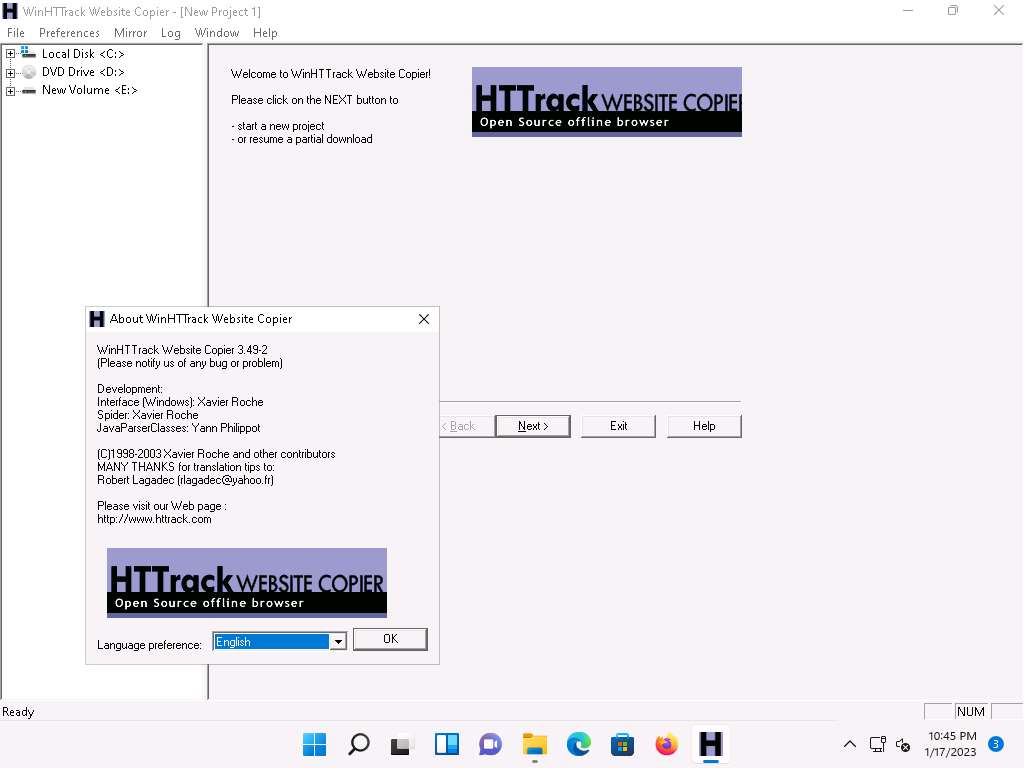 WinHTTrack Website Copier - [New Project 1]
File Preferences Mirror Log Window Help
Local Disk <C:>
DVD Drive <D:>
New Volume <E:>
Welcome to WinHTTrack Website Copier!
Please click on the NEXT button to
- start a new project
- or resume a partial download
HTTrack WEBSITE COPIER
Open Source offline browser
About WinHTTrack Website Copier
WinHTTrack Website Copier 3.49-2
(Please notify us of any bug or problem)
Development:
Interface (Windows): Xavier Roche
Spider: Xavier Roche
JavaParserClasses: Yann Philippot
(C)1998-2003 Xavier Roche and other contributors
MANY THANKS for translation tips to:
Robert Lagadec (rlagadec@yahoo.fr)
Please visit our Web page :
http://www.httrack.com
HTTrack WEBSITE COPIER
Open Source offline browser
Language preference: English OK
< Back Next > Exit Help
Ready
NUM
10:45 PM
1/17/2023
3